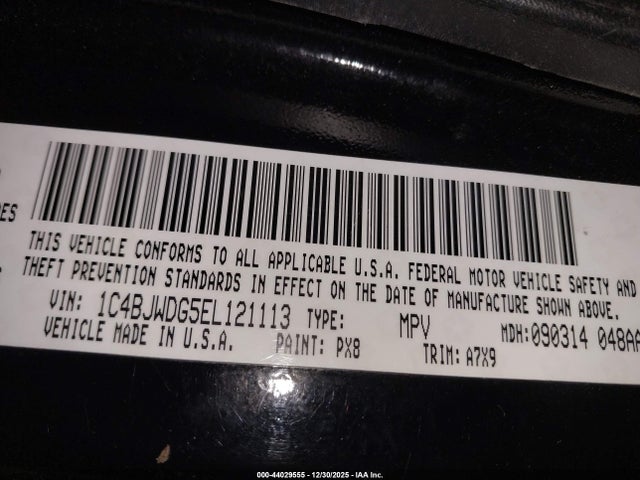 ES
THIS VEHICLE CONFORMS TO ALL APPLICABLE U.S.A. FEDERAL MOTOR VEHICLE SAFETY AND
THEFT PREVENTION STANDARDS IN EFFECT ON THE DATE OF MANUFACTURE SHOWN ABOVE.
VIN: 1C4BJWDG5EL121113 TYPE: MPV MDH:090314 048AA
VEHICLE MADE IN U.S.A. PAINT: PX8 TRIM: A7X9
000-44029555 - 12/30/2025 - IAA Inc.